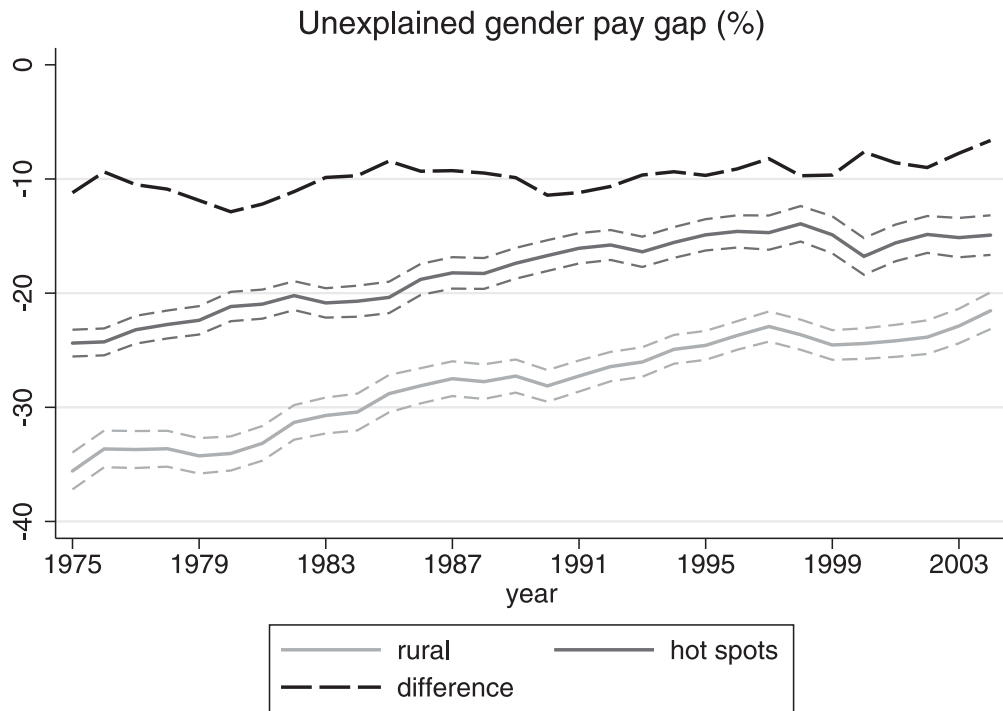 Unexplained gender pay gap (%)
0
-10
-20
-30
-40
1975 1979 1983 1987 1991 1995 1999 2003
year
rural hot spots
difference